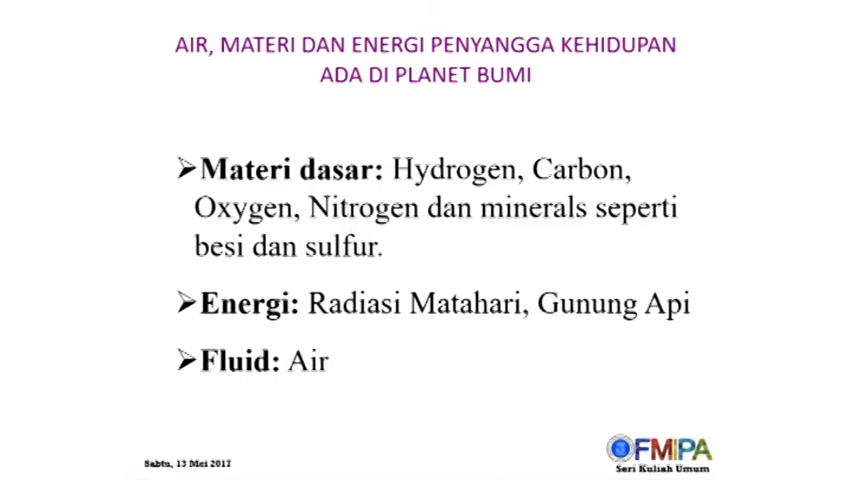 AIR, MATERI DAN ENERGI PENYANGGA KEHIDUPAN
ADA DI PLANET BUMI
➢Materi dasar: Hydrogen, Carbon,
Oxygen, Nitrogen dan minerals seperti
besi dan sulfur.
➢Energi: Radiasi Matahari, Gunung Api
➢Fluid: Air
FMIPA
Seri Kuliah Umum
Sabtu, 13 Mei 2017